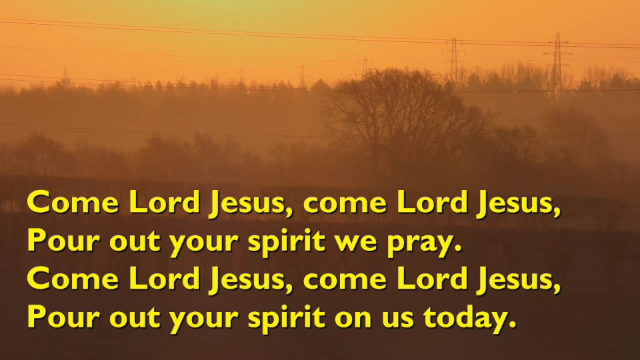 Come Lord Jesus, come Lord Jesus,
Pour out your spirit we pray.
Come Lord Jesus, come Lord Jesus,
Pour out your spirit on us today.